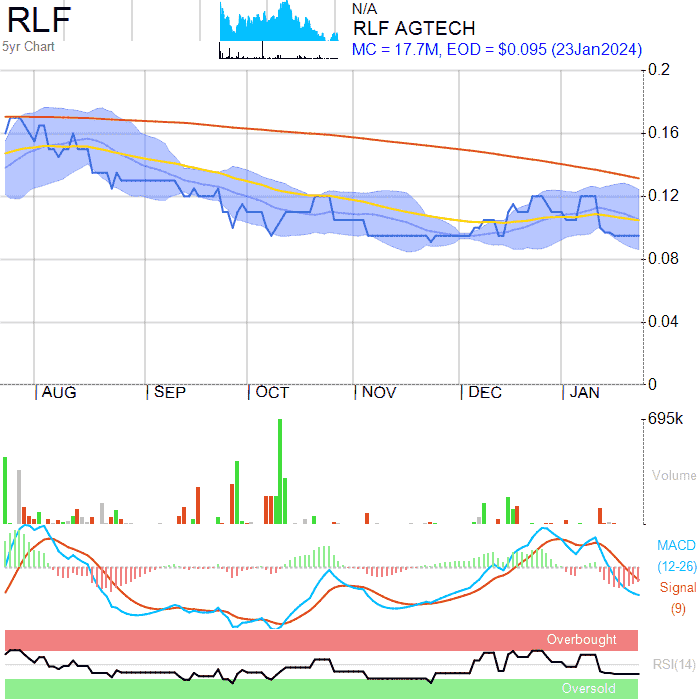 RLF
5yr Chart
N/A
RLF AGTECH
MC = 17.7M, EOD = $0.095 (23Jan2024)
0.2
0.16
0.12
0.08
0.04
0
AUG SEP OCT NOV DEC JAN
695k
Volume
MACD
(12-26)
Signal
(9)
Overbought
RSI(14)
Oversold